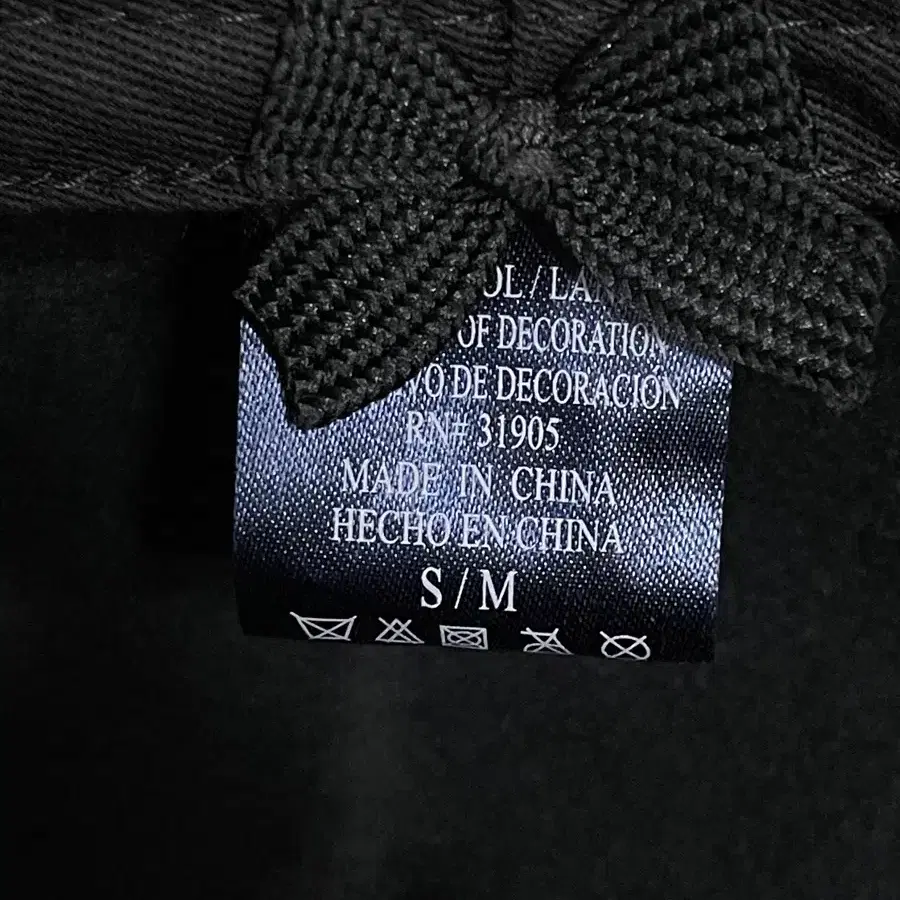 OF DECORATION
DE DECORACION
RN# 31905
MADE IN CHINA
HECHO EN CHINA
S / M